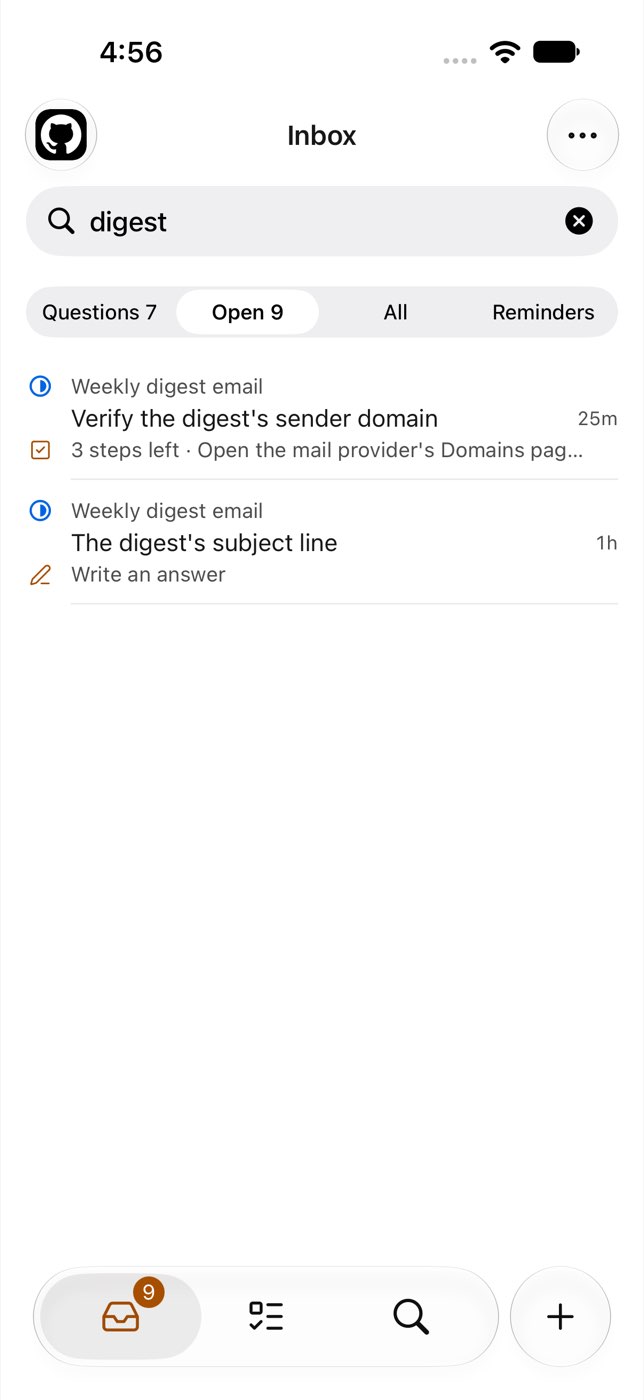 4:56
Inbox
digest
Questions 7 Open 9 All Reminders
Weekly digest email
Verify the digest's sender domain 25m
3 steps left · Open the mail provider's Domains pag...
Weekly digest email
The digest's subject line 1h
Write an answer
9